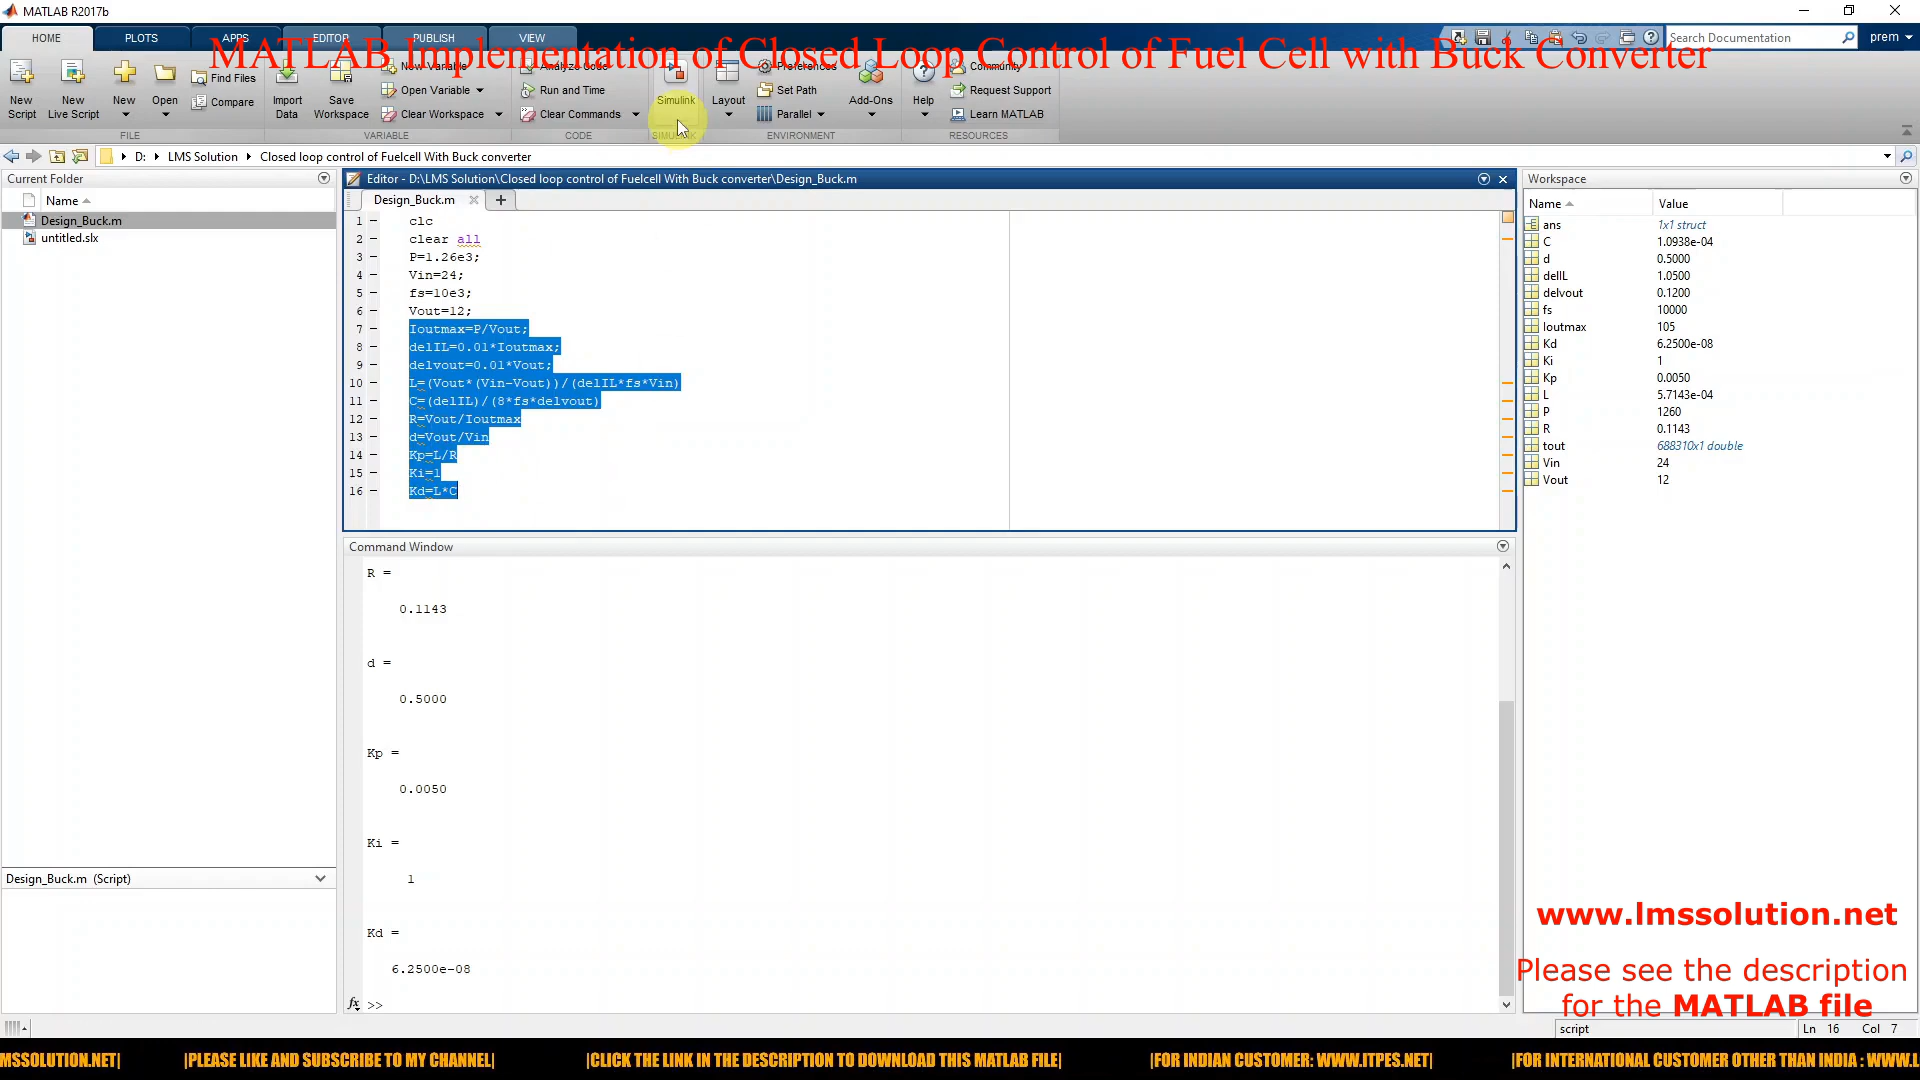 MATLAB R2017b
HOME PLOTS APPS EDITOR PUBLISH VIEW
Search Documentation prem
MATLAB Implementation of Closed Loop Control of Fuel Cell with Buck Converter
New Script
New Live Script
New
Open
Find Files
Compare
FILE
Import Data
Save Workspace
New Variable
Open Variable
Clear Workspace
VARIABLE
Analyze Code
Run and Time
Clear Commands
CODE
Simulink
SIMULINK
Layout
Preferences
Set Path
Parallel
ENVIRONMENT
Add-Ons
Help
Community
Request Support
Learn MATLAB
RESOURCES
D: LMS Solution Closed loop control of Fuelcell With Buck converter
Current Folder
Name
Design_Buck.m
untitled.slx
Design_Buck.m (Script)
Editor - D:\LMS Solution\Closed loop control of Fuelcell With Buck converter\Design_Buck.m
Design_Buck.m
1 clc
2 clear all
3 P=1.26e3;
4 Vin=24;
5 fs=10e3;
6 Vout=12;
7 Ioutmax=P/Vout;
8 delIL=0.01*Ioutmax;
9 delvout=0.01*Vout;
10 L=(Vout*(Vin-Vout))/(delIL*fs*Vin)
11 C=(delIL)/(8*fs*delvout)
12 R=Vout/Ioutmax
13 d=Vout/Vin
14 Kp=L/R
15 Ki=1
16 Kd=L*C
Command Window
R =
0.1143
d =
0.5000
Kp =
0.0050
Ki =
1
Kd =
6.2500e-08
fx >>
Workspace
Name Value
ans 1x1 struct
C 1.0938e-04
d 0.5000
delIL 1.0500
delvout 0.1200
fs 10000
Ioutmax 105
Kd 6.2500e-08
Ki 1
Kp 0.0050
L 5.7143e-04
P 1260
R 0.1143
tout 688310x1 double
Vin 24
Vout 12
www.lmssolution.net
Please see the description
for the MATLAB file
script Ln 16 Col 7
MSSOLUTION.NET| |PLEASE LIKE AND SUBSCRIBE TO MY CHANNEL| |CLICK THE LINK IN THE DESCRIPTION TO DOWNLOAD THIS MATLAB FILE| |FOR INDIAN CUSTOMER: WWW.ITPES.NET| |FOR INTERNATIONAL CUSTOMER OTHER THAN INDIA : WWW.L